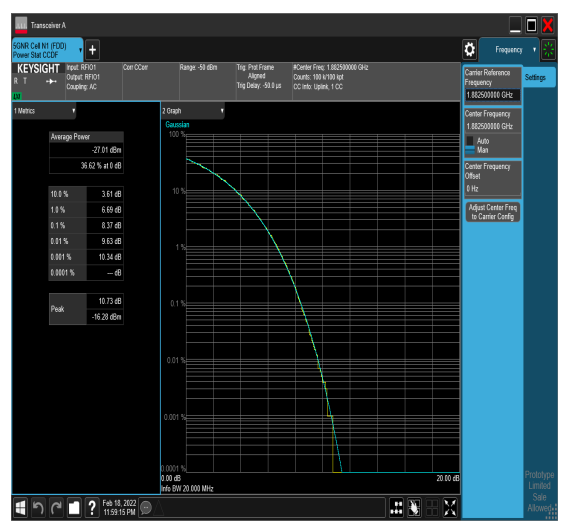 Transceiver A
5GNR Cell N1 (FDD)
Power Stat CCDF
Frequency
KEYSIGHT
R T
Input: RFIO1
Output: RFIO1
Coupling: AC
Corr CCorr
Range: -50 dBm
Trig: Prdt Frame
Aligned
Trig Delay: -50.0 µs
#Center Freq: 1.882500000 GHz
Counts: 100 k/100 kpt
CC Info: Uplink, 1 CC
Carrier Reference
Frequency
1.882500000 GHz
Settings
Center Frequency
1.882500000 GHz
Auto
Man
Center Frequency
Offset
0 Hz
Adjust Center Freq
to Carrier Config
1 Metrics
Average Power
-27.01 dBm
36.62 % at 0 dB
10.0 % 3.61 dB
1.0 % 6.69 dB
0.1 % 8.37 dB
0.01 % 9.63 dB
0.001 % 10.34 dB
0.0001 % --- dB
Peak
10.73 dB
-16.28 dBm
2 Graph
Gaussian
100 %
10 %
1 %
0.1 %
0.01 %
0.001 %
0.0001 %
0.00 dB
20.00 dB
Info BW 20.000 MHz
Feb 18, 2022
11:59:15 PM
Prototype
Limited
Sale
Allowed